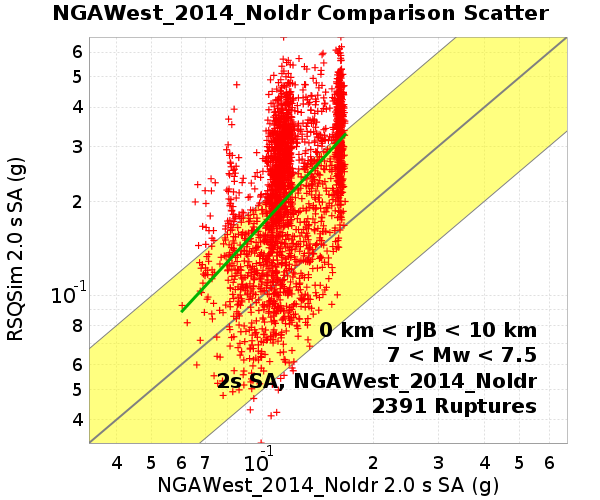 NGAWest_2014_NoIdr Comparison Scatter
6
5
4
3
2
10-1
8
6
5
4
RSQSim 2.0 s SA (g)
0 km < rJB < 10 km
7 < Mw < 7.5
2s SA, NGAWest_2014_NoIdr
2391 Ruptures
4 5 6 7 10-1 2 3 4 5 6
NGAWest_2014_NoIdr 2.0 s SA (g)